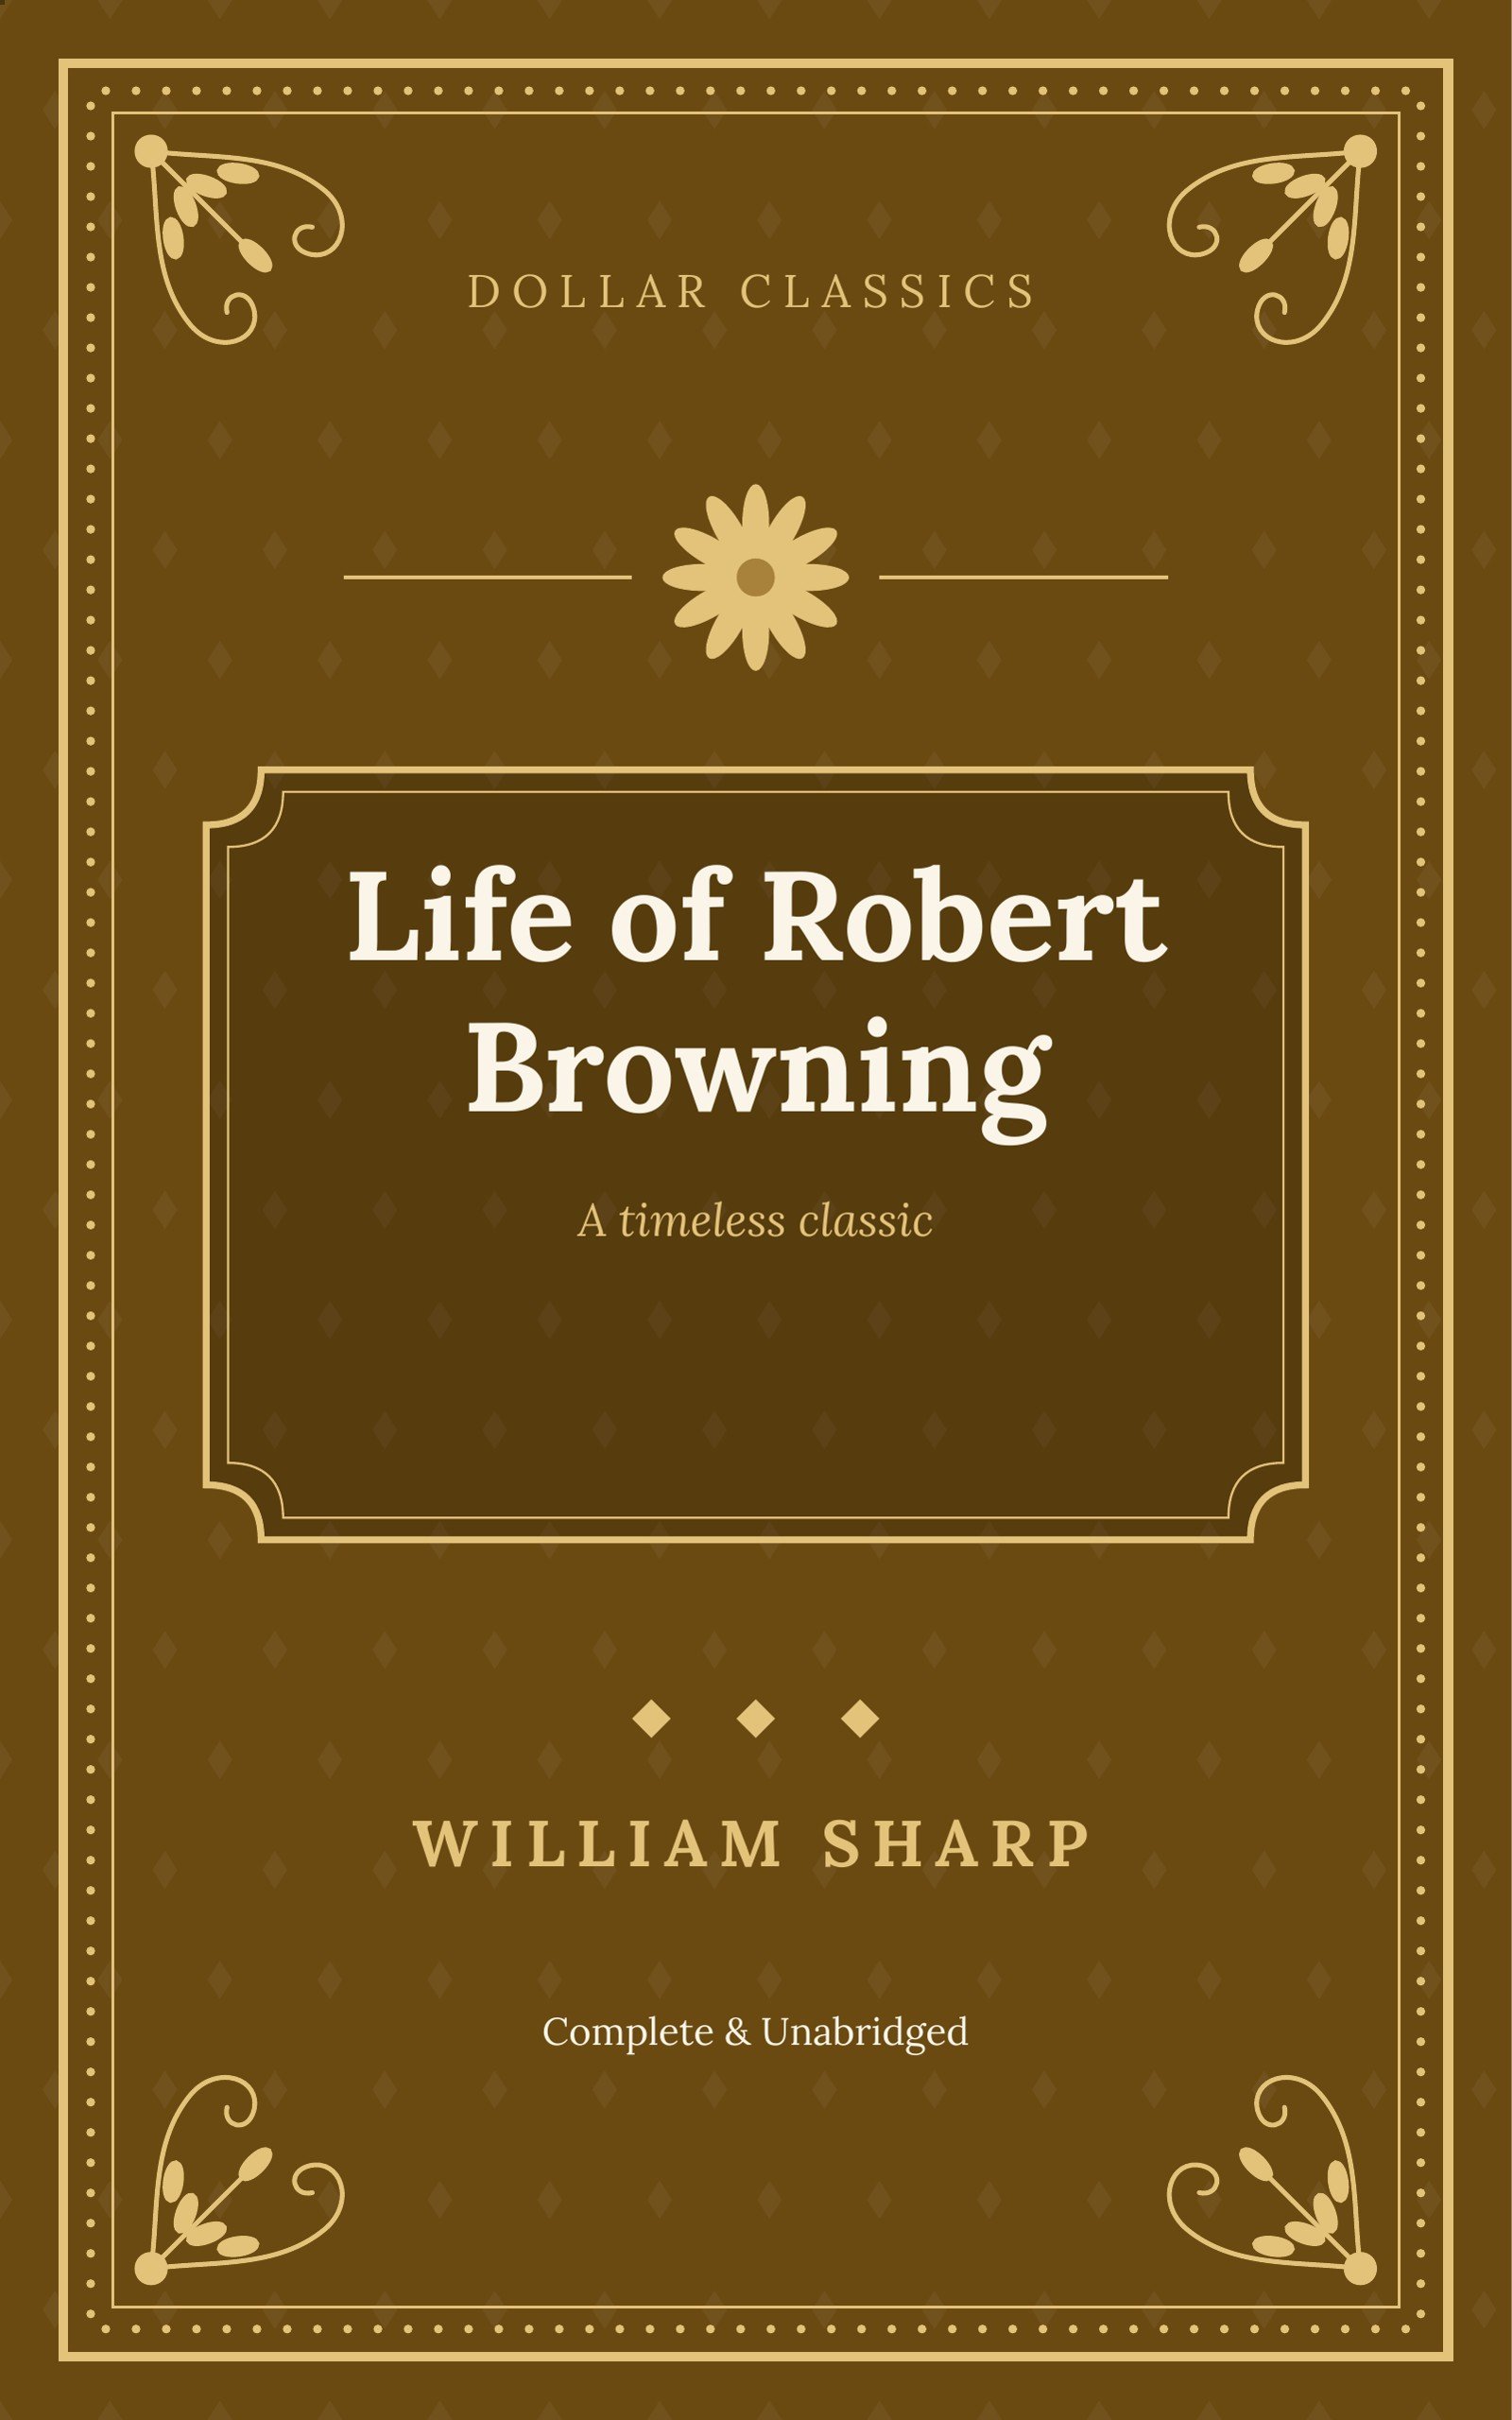 DOLLAR CLASSICS
Life of Robert
Browning
A timeless classic
WILLIAM SHARP
Complete & Unabridged